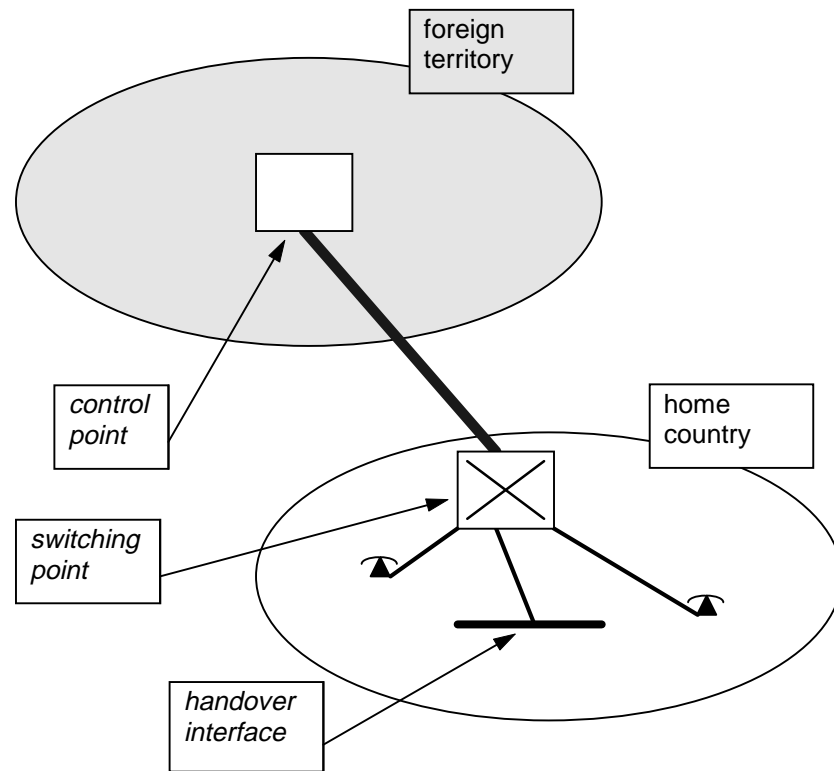 foreign
territory
control
point
home
country
switching
point
handover
interface